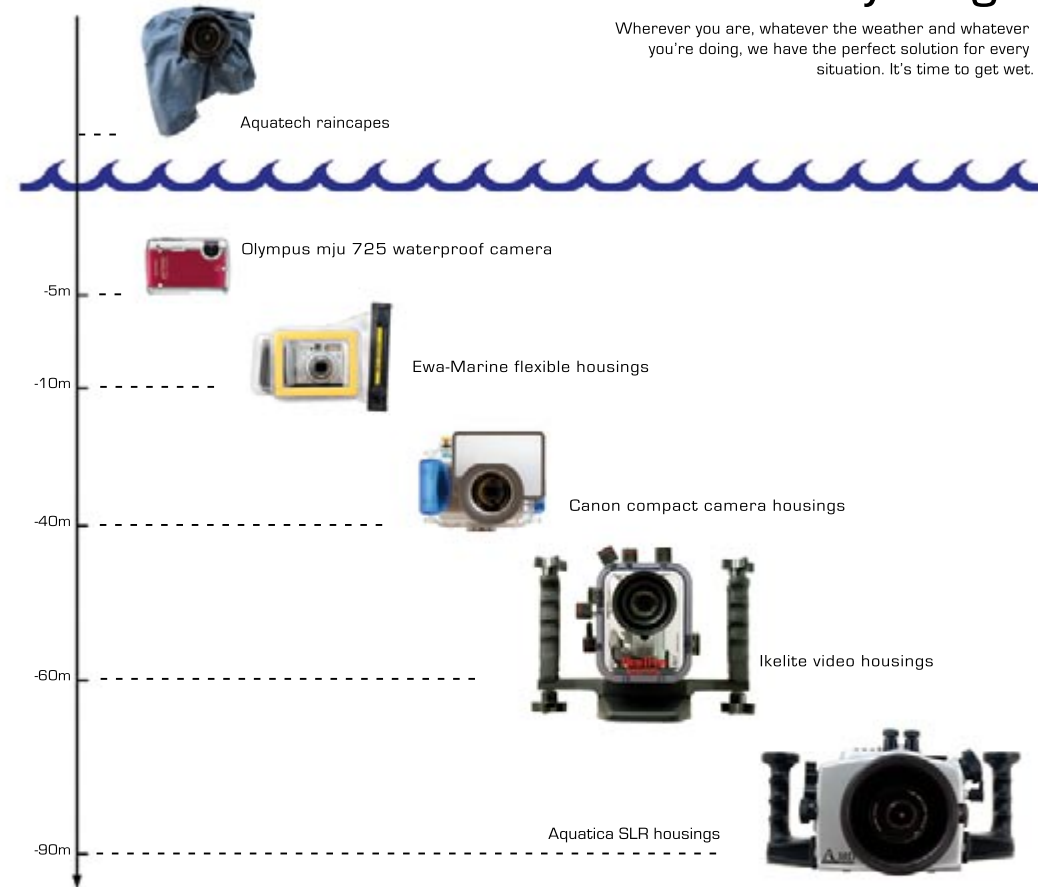 Wherever you are, whatever the weather and whatever
you're doing, we have the perfect solution for every
situation. It's time to get wet.
Aquatech raincapes
Olympus mju 725 waterproof camera
-5m
Ewa-Marine flexible housings
-10m
Canon compact camera housings
-40m
Ikelite video housings
-60m
Aquatica SLR housings
-90m